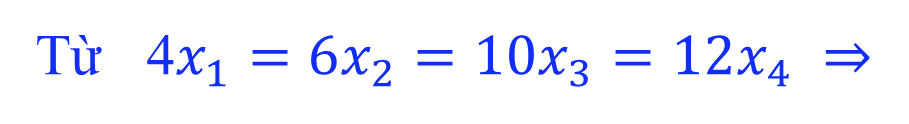 Từ 4x₁ = 6x₂ = 10x₃ = 12x₄ ⇒